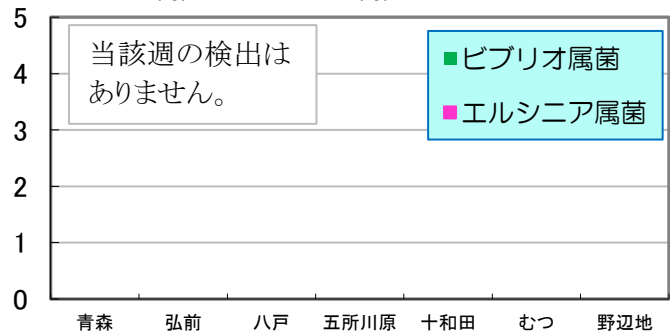 5
当該週の検出は
ありません。
■ビブリオ属菌
■エルシニア属菌
4
3
2
1
0
青森 弘前 八戸 五所川原 十和田 むつ 野辺地